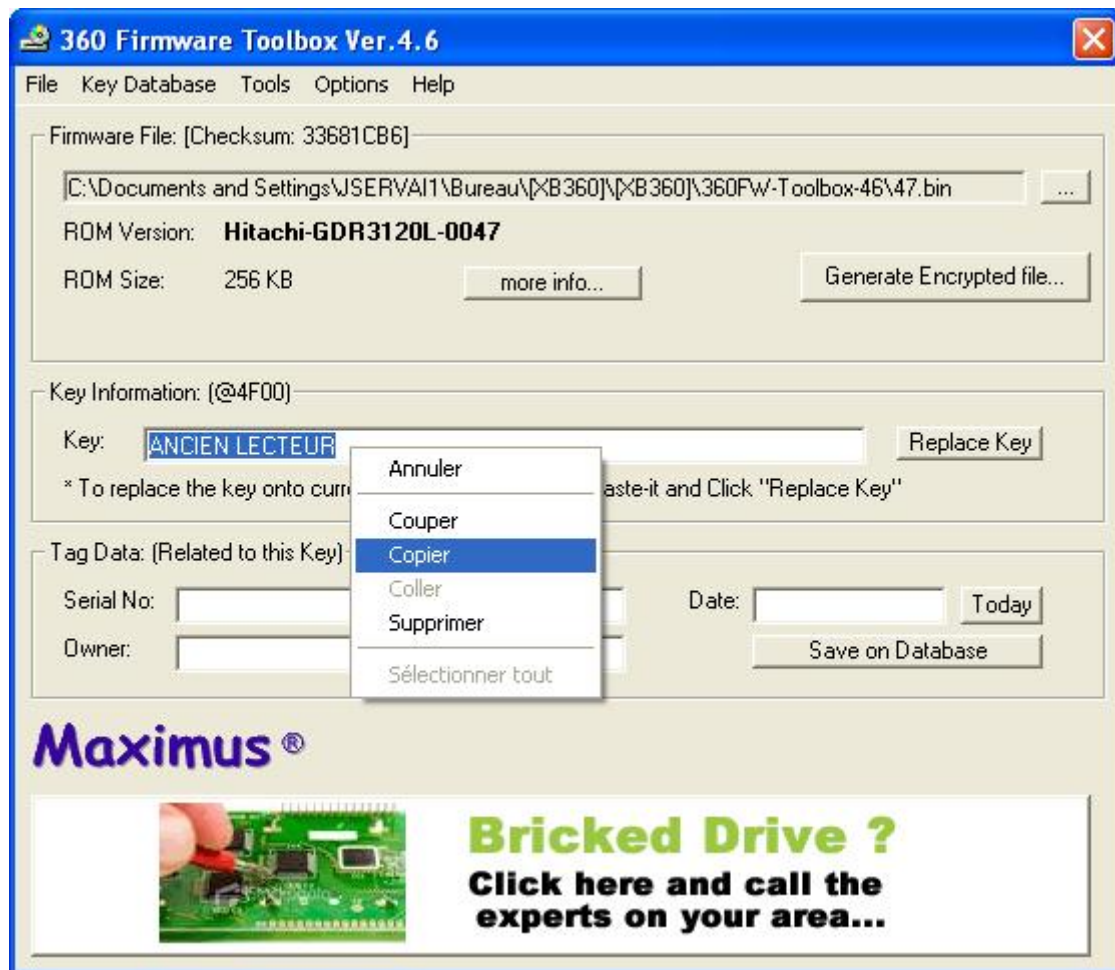 360 Firmware Toolbox Ver.4.6
File Key Database Tools Options Help
Firmware File: [Checksum: 33681CB6]
C:\Documents and Settings\JSERVAI1\Bureau\[XB360]\[XB360]\360FW-Toolbox-46\47.bin ...
ROM Version: Hitachi-GDR3120L-0047
ROM Size: 256 KB more info... Generate Encrypted file...
Key Information: (@4F00)
Key: ANCIEN LECTEUR Replace Key
* To replace the key onto curr aste-it and Click "Replace Key"
Annuler
Couper
Copier
Coller
Supprimer
Sélectionner tout
Tag Data: (Related to this Key)
Serial No: Date: Today
Owner: Save on Database
Maximus ®
Bricked Drive ?
Click here and call the
experts on your area...